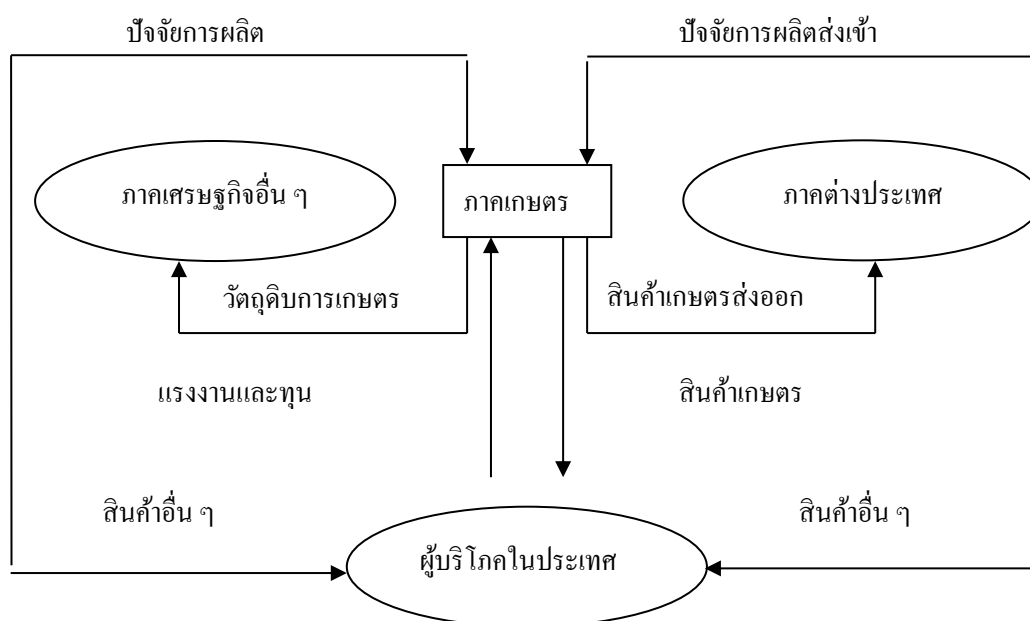 ปัจจัยการผลิต
ปัจจัยการผลิตส่งเข้า
ภาคเศรษฐกิจอื่น ๆ
ภาคเกษตร
ภาคต่างประเทศ
วัตถุดิบการเกษตร
สินค้าเกษตรส่งออก
แรงงานและทุน
สินค้าเกษตร
สินค้าอื่น ๆ
สินค้าอื่น ๆ
ผู้บริโภคในประเทศ